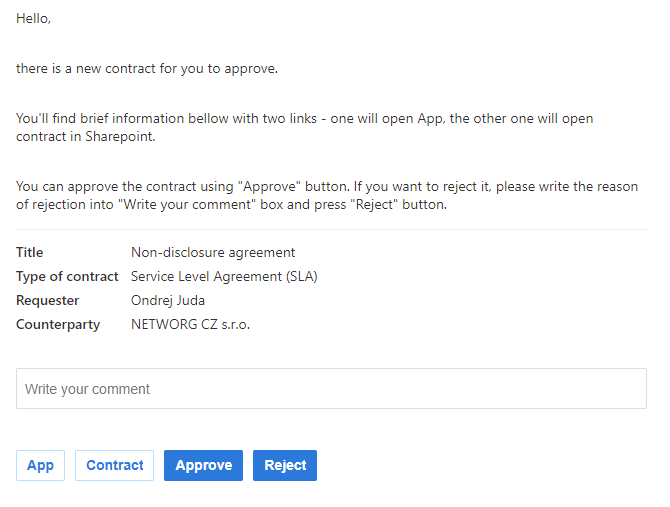 Hello,
there is a new contract for you to approve.
You'll find brief information bellow with two links - one will open App, the other one will open
contract in Sharepoint.
You can approve the contract using "Approve" button. If you want to reject it, please write the reason
of rejection into "Write your comment" box and press "Reject" button.
Title Non-disclosure agreement
Type of contract Service Level Agreement (SLA)
Requester Ondrej Juda
Counterparty NETWORG CZ s.r.o.
Write your comment
App Contract Approve Reject